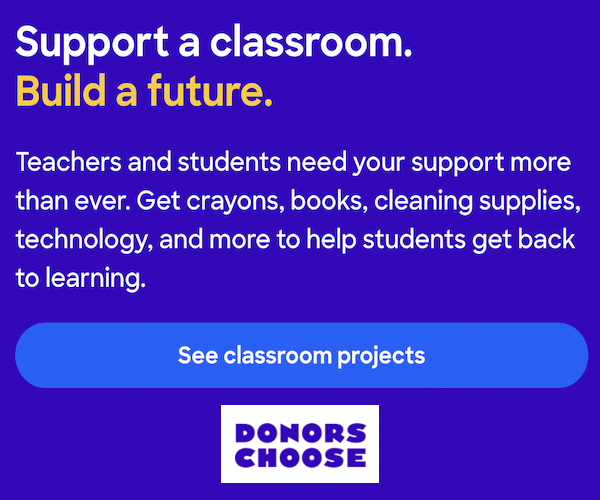 Support a classroom.
Build a future.
Teachers and students need your support more
than ever. Get crayons, books, cleaning supplies,
technology, and more to help students get back
to learning.
See classroom projects
DONORS
CHOOSE